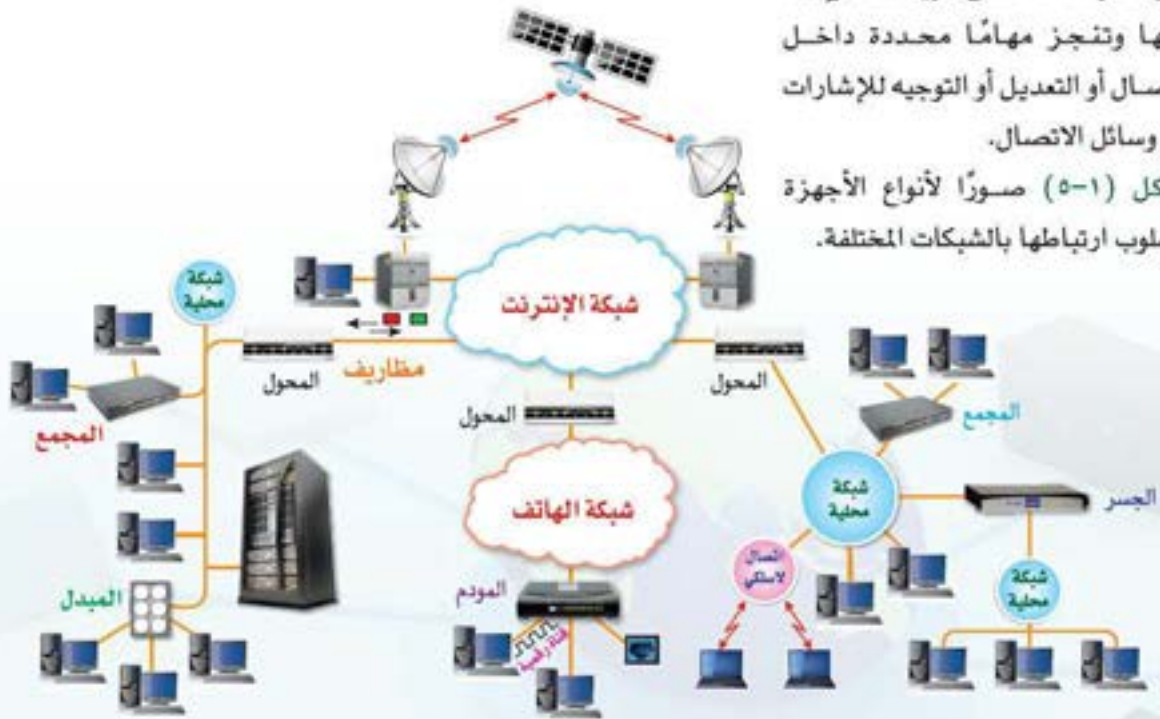 ها وتنجز مهامًا محددة داخل
سال أو التعديل أو التوجيه للإشارات
وسائل الاتصال.
كل (١-٥) صورًا لأنواع الأجهزة
لوب ارتباطها بالشبكات المختلفة.
شبكة الإنترنت
شبكة
محلية
المحول
مظاريف
المحول
المحول
المجمع
المجمع
شبكة
محلية
الجسر
شبكة الهاتف
اتصال
لاسلكي
شبكة
محلية
المبدل
المودم
قناة رقمية